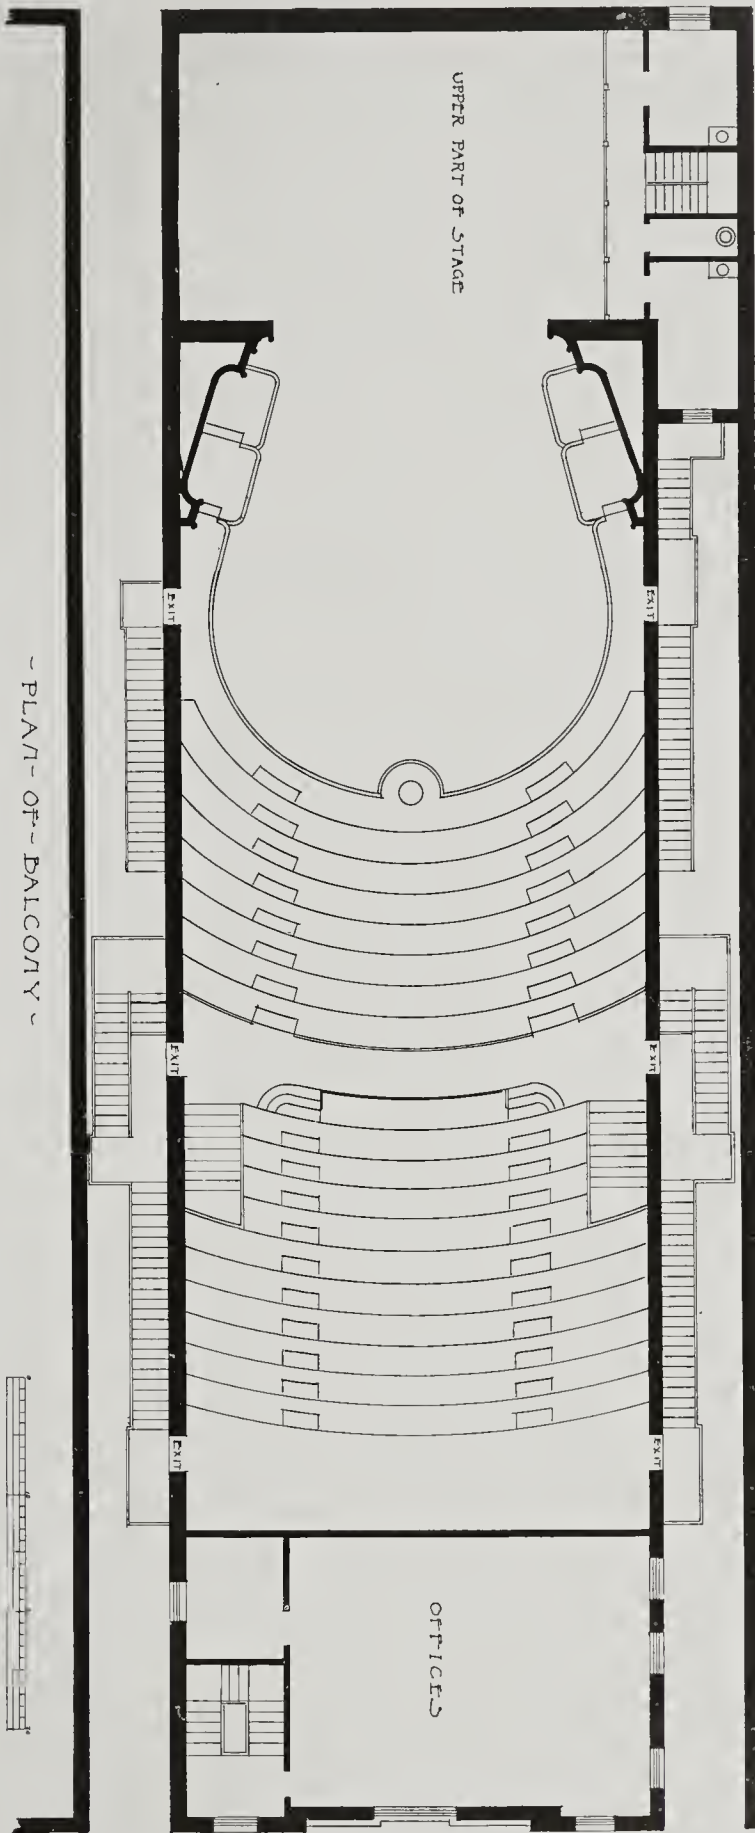 UPPER PART OF STAGE
EXIT
EXIT
EXIT
EXIT
EXIT
EXIT
OFFICES
~ PLAN ~ OF ~ BALCONY ~